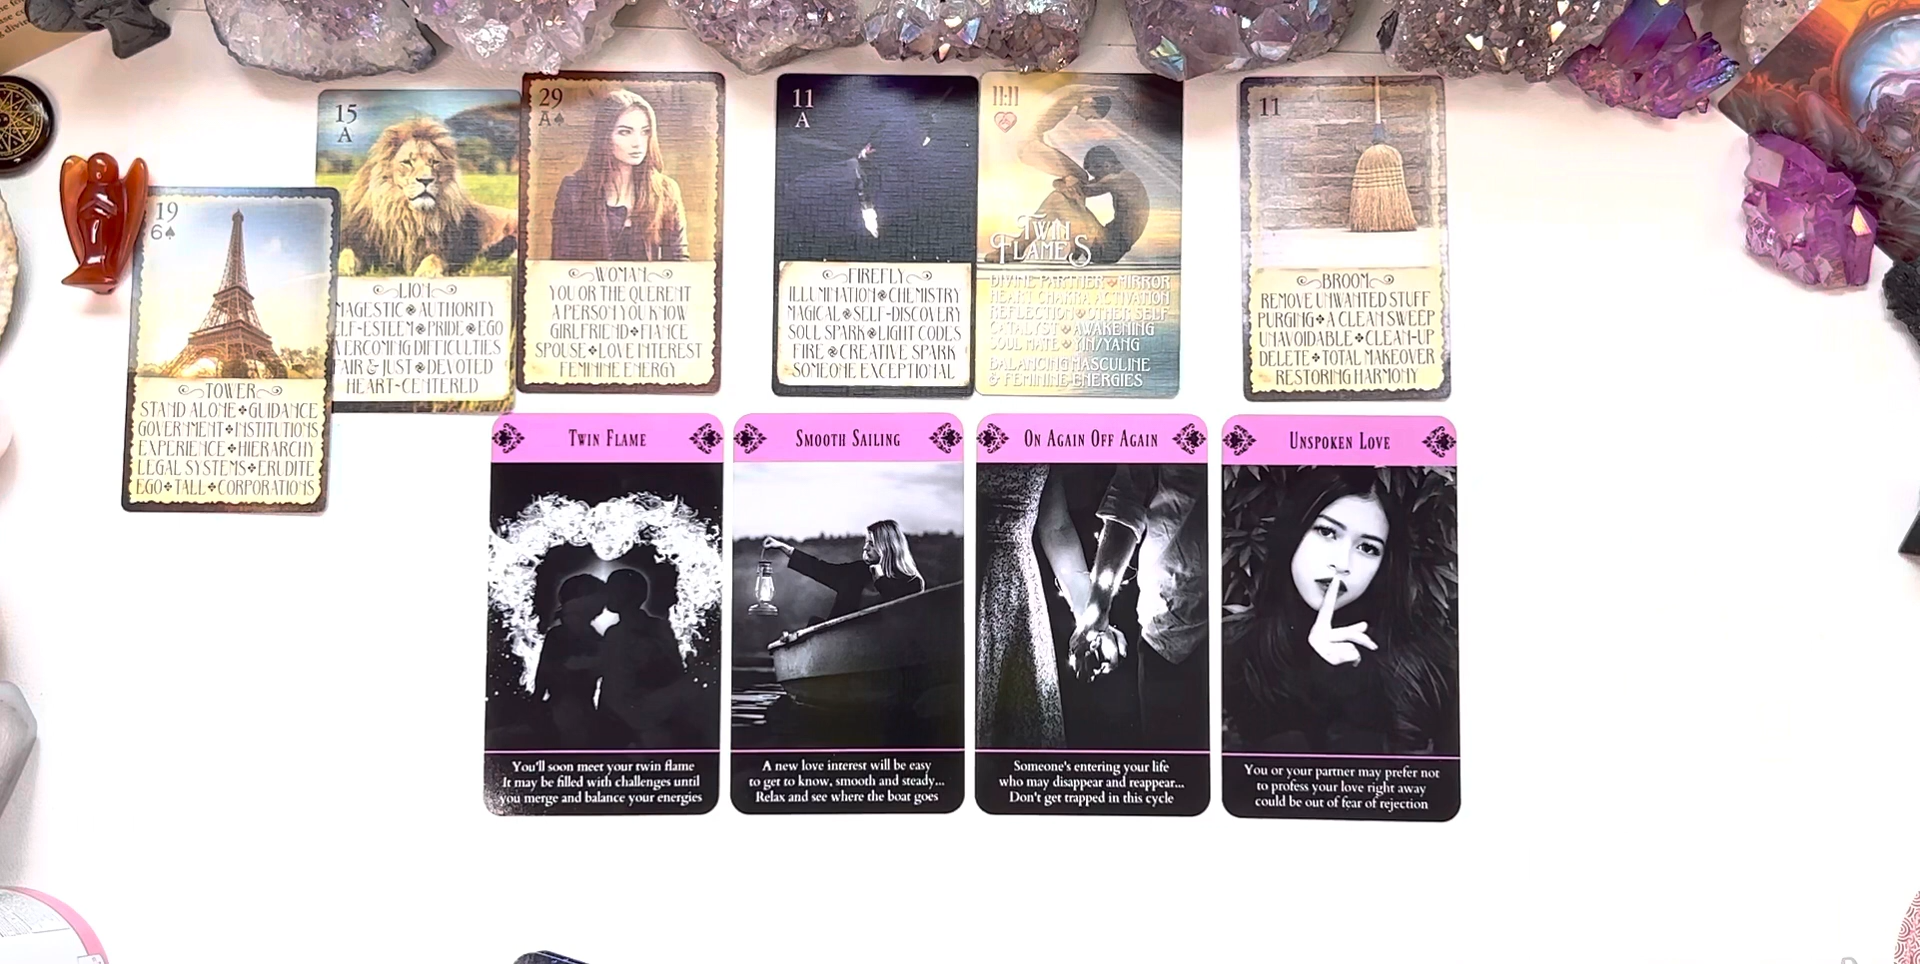 19
6♠
TOWER
STAND ALONE❖GUIDANCE
GOVERNMENT❖INSTITUTIONS
EXPERIENCE❖HIERARCHY
LEGAL SYSTEMS❖ERUDITE
EGO❖TALL❖CORPORATIONS
15
A
LION
MAGESTIC❖AUTHORITY
ELF-ESTEEM❖PRIDE❖EGO
VERCOMING DIFFICULTIES
FAIR & JUST❖DEVOTED
HEART-CENTERED
29
A♠
WOMAN
YOU OR THE QUERENT
A PERSON YOU KNOW
GIRLFRIEND❖FIANCE
SPOUSE❖LOVE INTEREST
FEMININE ENERGY
11
A
FIREFLY
ILLUMINATION❖CHEMISTRY
MAGICAL❖SELF-DISCOVERY
SOUL SPARK❖LIGHT CODES
FIRE❖CREATIVE SPARK
SOMEONE EXCEPTIONAL
11:11
TWIN
FLAMES
DIVINE PARTNER♥MIRROR
HEART CHAKRA ACTIVATION
REFLECTION♥OTHER SELF
CATALYST♥AWAKENING
SOUL MATE♥YIN/YANG
BALANCING MASCULINE
& FEMININE ENERGIES
11
BROOM
REMOVE UNWANTED STUFF
PURGING❖A CLEAN SWEEP
UNAVOIDABLE❖CLEAN-UP
DELETE❖TOTAL MAKEOVER
RESTORING HARMONY
TWIN FLAME
You'll soon meet your twin flame
It may be filled with challenges until
you merge and balance your energies
SMOOTH SAILING
A new love interest will be easy
to get to know, smooth and steady...
Relax and see where the boat goes
ON AGAIN OFF AGAIN
Someone's entering your life
who may disappear and reappear...
Don't get trapped in this cycle
UNSPOKEN LOVE
You or your partner may prefer not
to profess your love right away
could be out of fear of rejection